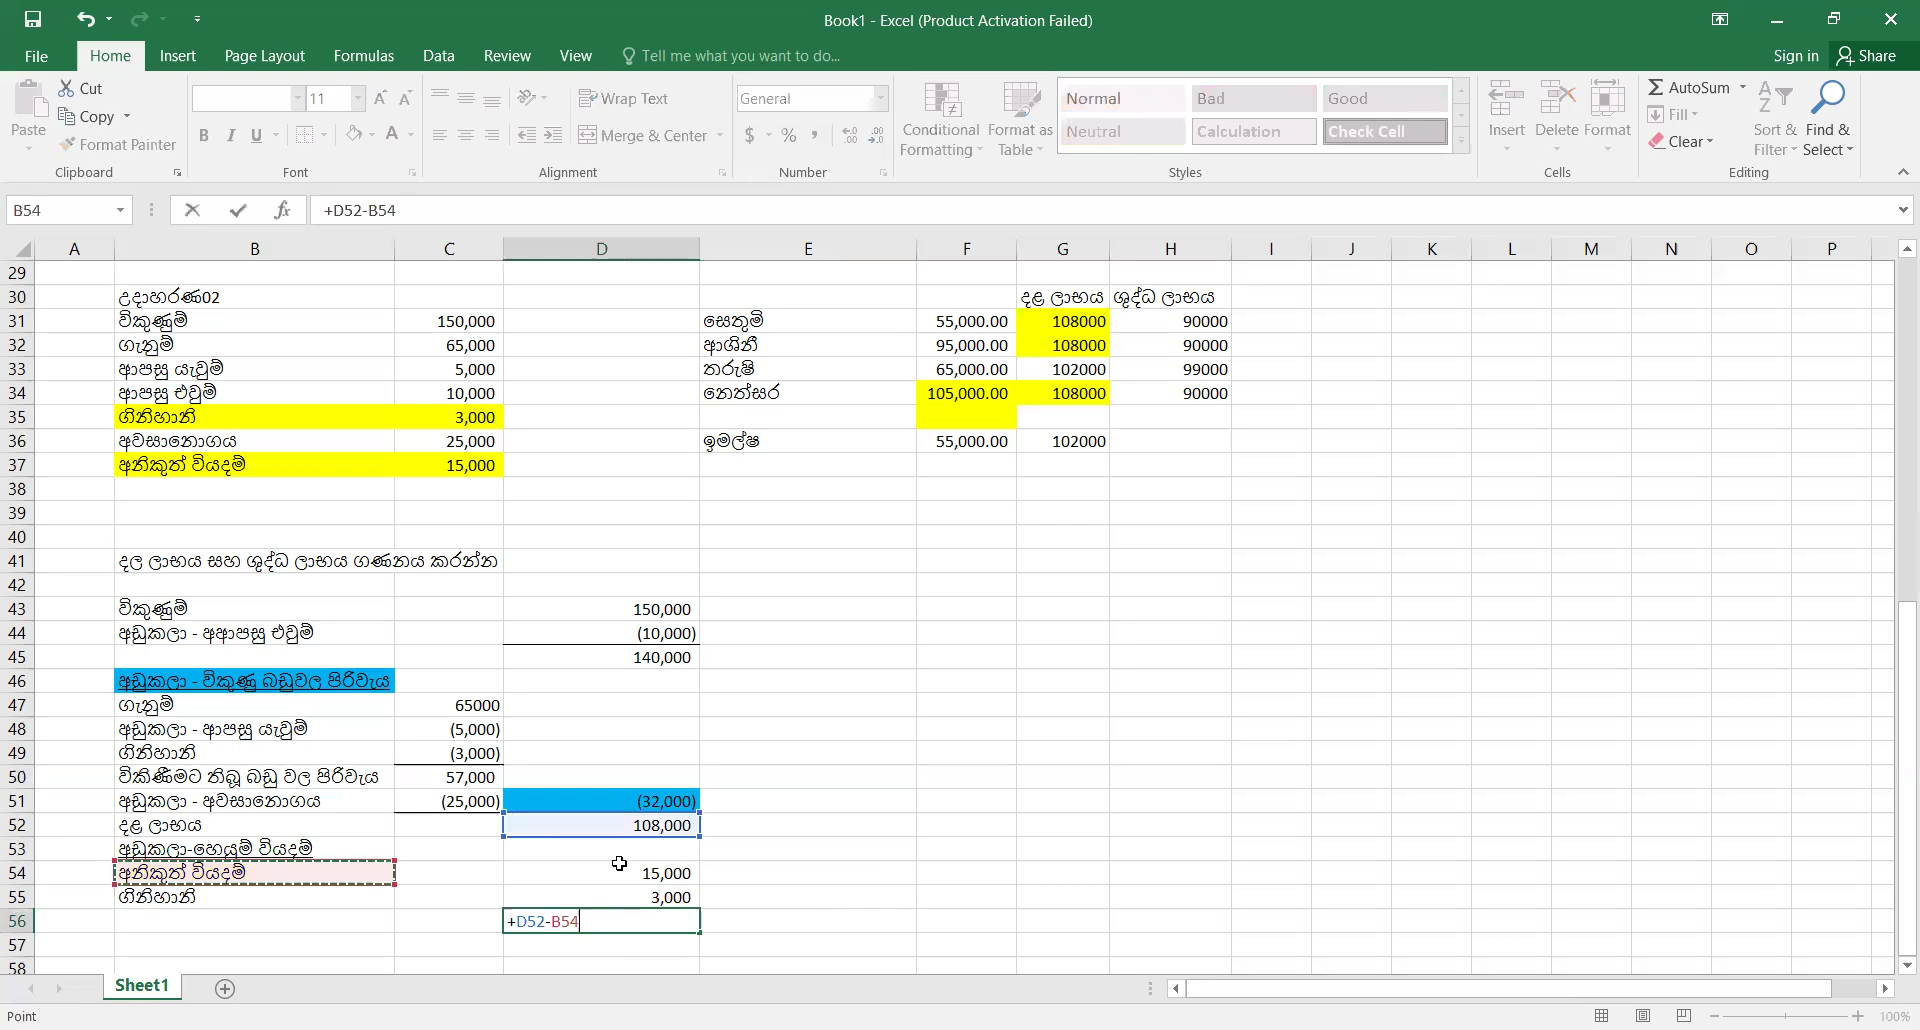 Book1 - Excel (Product Activation Failed)
File Home Insert Page Layout Formulas Data Review View Tell me what you want to do... Sign in Share
Paste Cut Copy Format Painter Clipboard
11 B I U Font
Wrap Text Merge & Center Alignment
General $ % , Number
Conditional Formatting Format as Table Normal Bad Good Neutral Calculation Check Cell Styles
Insert Delete Format Cells
AutoSum Fill Clear Sort & Filter Find & Select Editing
B54 fx +D52-B54
A B C D E F G H I J K L M N O P
29
30 උදාහරණ02 දළ ලාභය ශුද්ධ ලාභය
31 විකුණුම් 150,000 සෙතුමි 55,000.00 108000 90000
32 ගැනුම් 65,000 ආශිනී 95,000.00 108000 90000
33 ආපසු යැවුම් 5,000 තරුෂි 65,000.00 102000 99000
34 ආපසු එවුම් 10,000 නෙත්සර 105,000.00 108000 90000
35 ගිනිහානි 3,000
36 අවසානොගය 25,000 ඉමල්ෂ 55,000.00 102000
37 අනිකුත් වියදම් 15,000
38
39
40
41 දල ලාභය සහ ශුද්ධ ලාභය ගණනය කරන්න
42
43 විකුණුම් 150,000
44 අඩුකලා - අආපසු එවුම් (10,000)
45 140,000
46 අඩුකලා - විකුණු බඩුවල පිරිවැය
47 ගැනුම් 65000
48 අඩුකලා - ආපසු යැවුම් (5,000)
49 ගිනිහානි (3,000)
50 විකිණීමට තිබූ බඩු වල පිරිවැය 57,000
51 අඩුකලා - අවසානොගය (25,000) (32,000)
52 දළ ලාභය 108,000
53 අඩුකලා-හෙයුම් වියදම්
54 අනිකුත් වියදම් 15,000
55 ගිනිහානි 3,000
56 +D52-B54
57
58
Sheet1
Point 100%